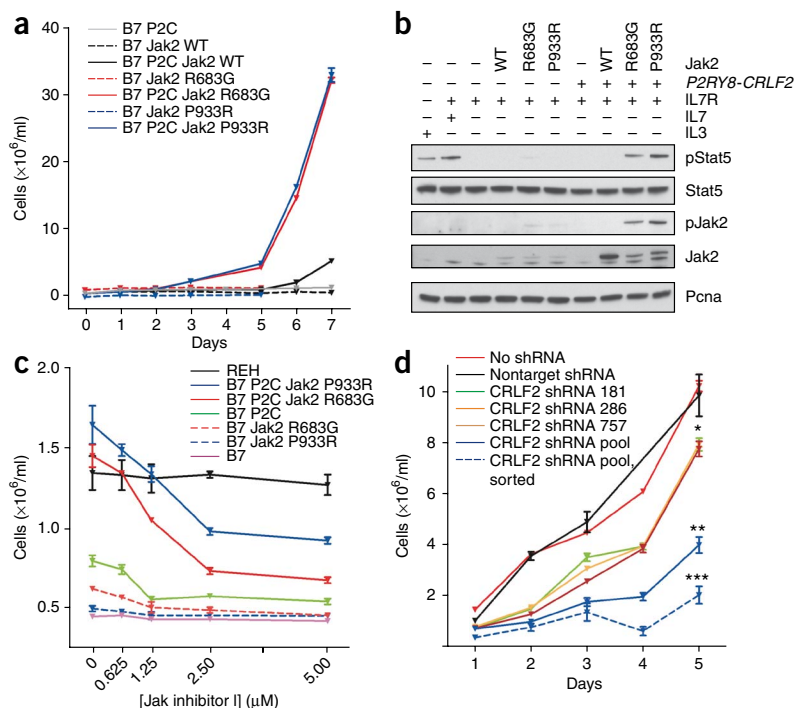 a
Cells (×10⁶/ml)
40
30
20
10
0
B7 P2C
B7 Jak2 WT
B7 P2C Jak2 WT
B7 Jak2 R683G
B7 P2C Jak2 R683G
B7 Jak2 P933R
B7 P2C Jak2 P933R
0 1 2 3 4 5 6 7
Days
b
– – – WT R683G P933R – WT R683G P933R Jak2
– – – – – – + + + + P2RY8-CRLF2
– + + + + + + + + + IL7R
– + – – – – – – – – IL7
+ – – – – – – – – – IL3
pStat5
Stat5
pJak2
Jak2
Pcna
c
Cells (×10⁶/ml)
2.0
1.5
1.0
0.5
REH
B7 P2C Jak2 P933R
B7 P2C Jak2 R683G
B7 P2C
B7 Jak2 R683G
B7 Jak2 P933R
B7
0 0.625 1.25 2.50 5.00
[Jak inhibitor I] (μM)
d
Cells (×10⁶/ml)
10
8
6
4
2
No shRNA
Nontarget shRNA
CRLF2 shRNA 181
CRLF2 shRNA 286
CRLF2 shRNA 757
CRLF2 shRNA pool
CRLF2 shRNA pool,
sorted
*
**
***
1 2 3 4 5
Days